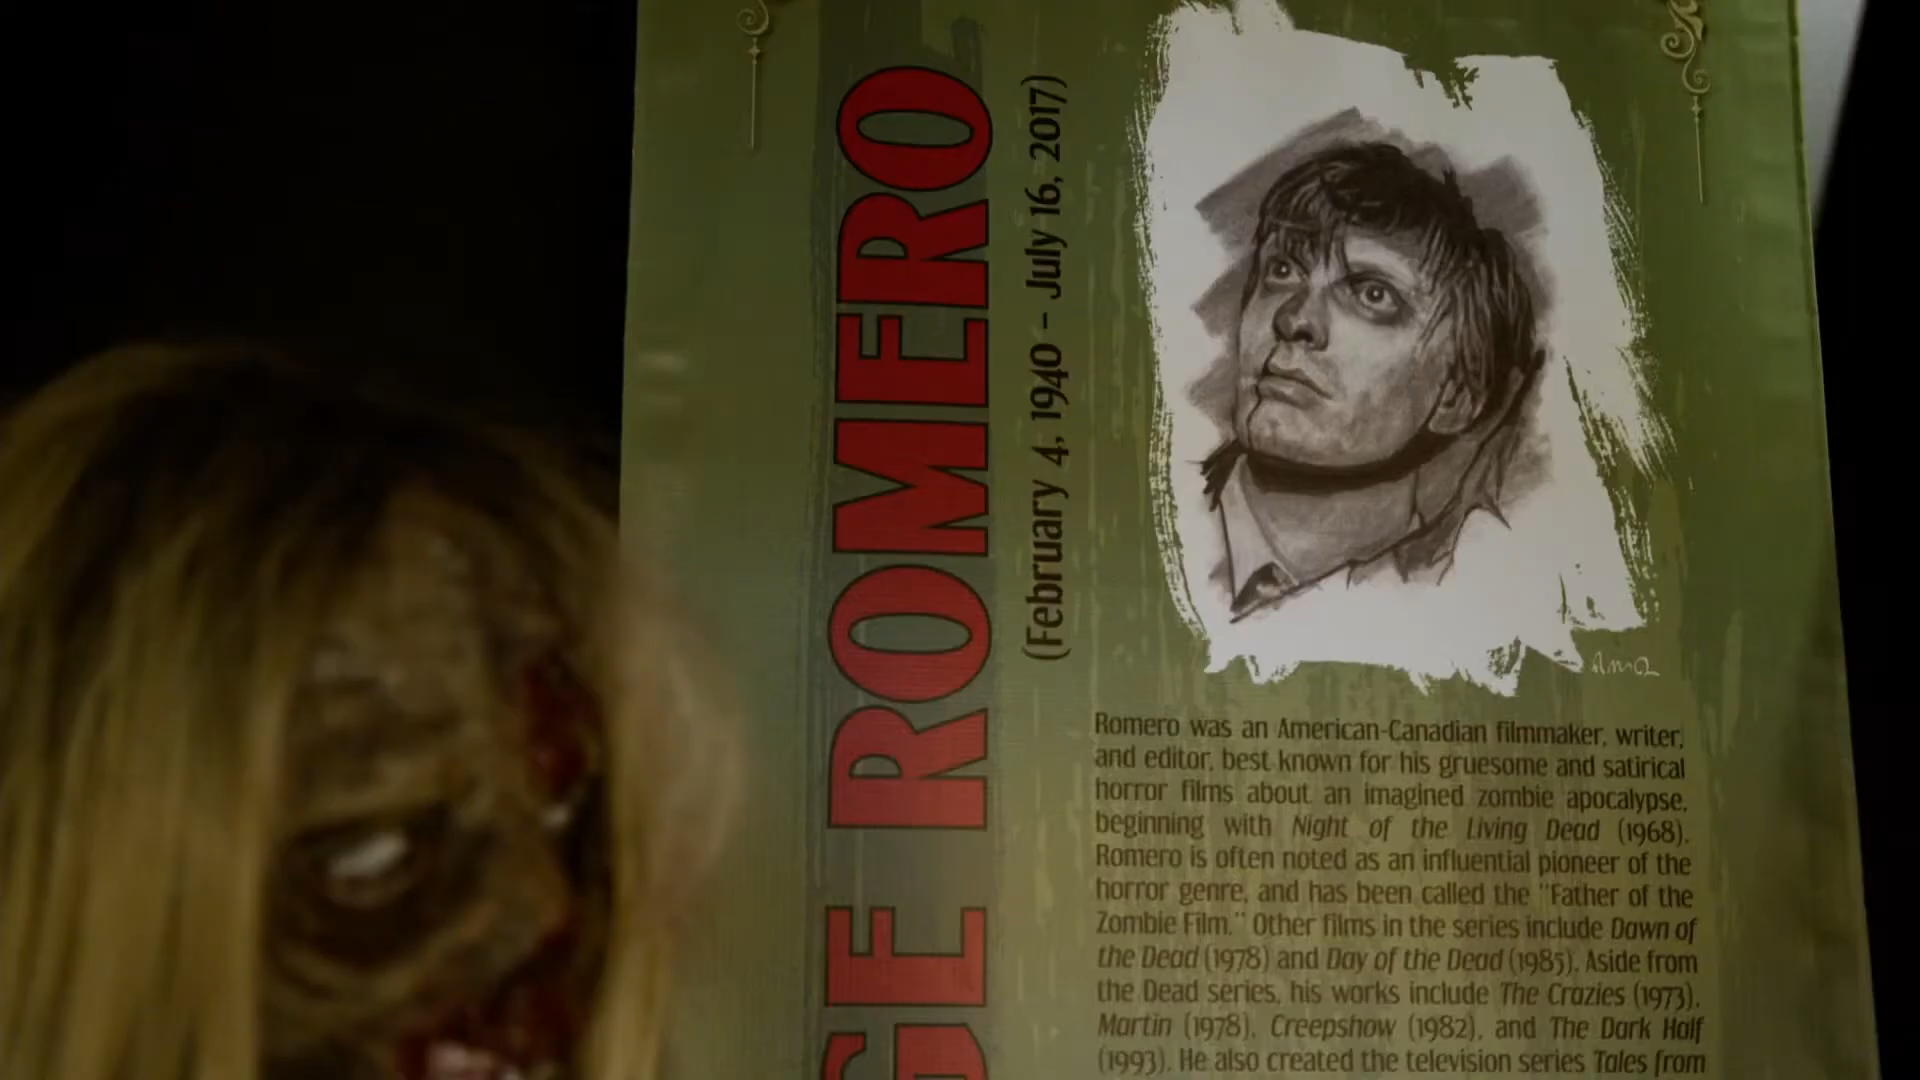 GE ROMERO
(February 4, 1940 – July 16, 2017)
Romero was an American-Canadian filmmaker, writer,
and editor, best known for his gruesome and satirical
horror films about an imagined zombie apocalypse,
beginning with Night of the Living Dead (1968).
Romero is often noted as an influential pioneer of the
horror genre, and has been called the "Father of the
Zombie Film." Other films in the series include Dawn of
the Dead (1978) and Day of the Dead (1985). Aside from
the Dead series, his works include The Crazies (1973),
Martin (1978), Creepshow (1982), and The Dark Half
(1993). He also created the television series Tales from